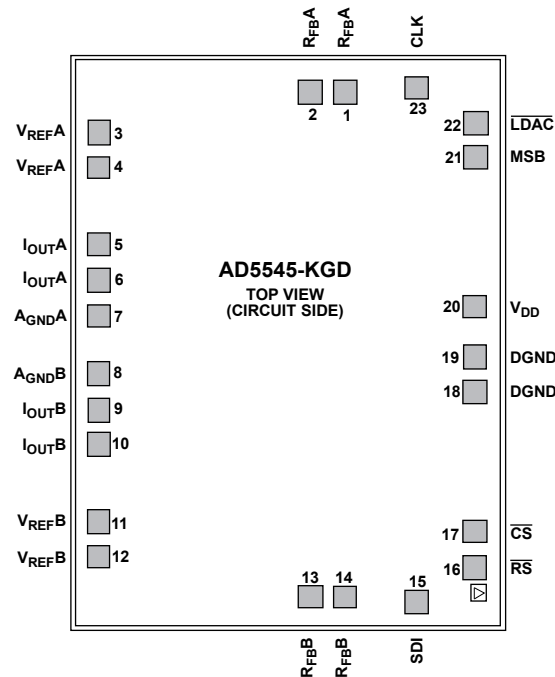 RFBA
RFBA
CLK
2
1
23
VREFA 3
VREFA 4
22 LDAC
21 MSB
IOUTA 5
IOUTA 6
AGNDA 7
AD5545-KGD
TOP VIEW
(CIRCUIT SIDE)
20 VDD
19 DGND
18 DGND
AGNDB 8
IOUTB 9
IOUTB 10
VREFB 11
VREFB 12
17 CS
16 RS
13
14
15
RFBB
RFBB
SDI